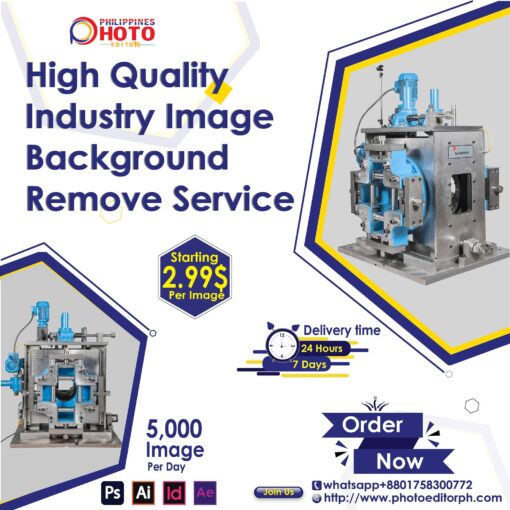 PHILIPPINES
PHOTO
EDITOR
High Quality
Industry Image
Background
Remove Service
Starting
2.99$
Per Image
Delivery time
24 Hours
7 Days
5,000
Image
Per Day
Order
Now
Ps Ai Id Ae
Join Us
whatsapp+8801758300772
http://www.photoeditorph.com